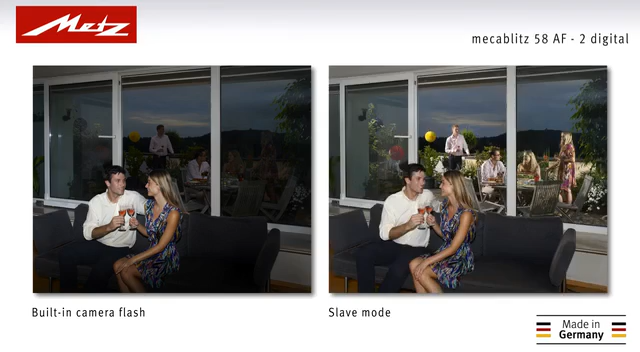 Metz
mecablitz 58 AF - 2 digital
Built-in camera flash
Slave mode
Made in
Germany